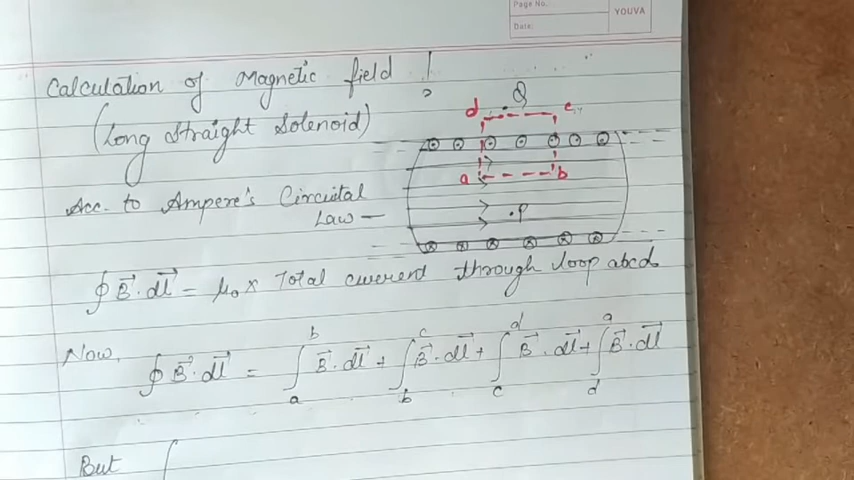 Page No.
Date:
YOUVA
Calculation of Magnetic field !
(Long Straight Solenoid)
d Q c
a b
.P
Acc. to Ampere's Circuital
Law —
∮ B⃗ . dl⃗ = μ₀ × Total current through loop abcd
Now, ∮ B⃗ . dl⃗ = ∫ₐᵇ B⃗ . dl⃗ + ∫ᵦᶜ B⃗ . dl⃗ + ∫꜀ᵈ B⃗ . dl⃗ + ∫dᵃ B⃗ . dl⃗
But ∫